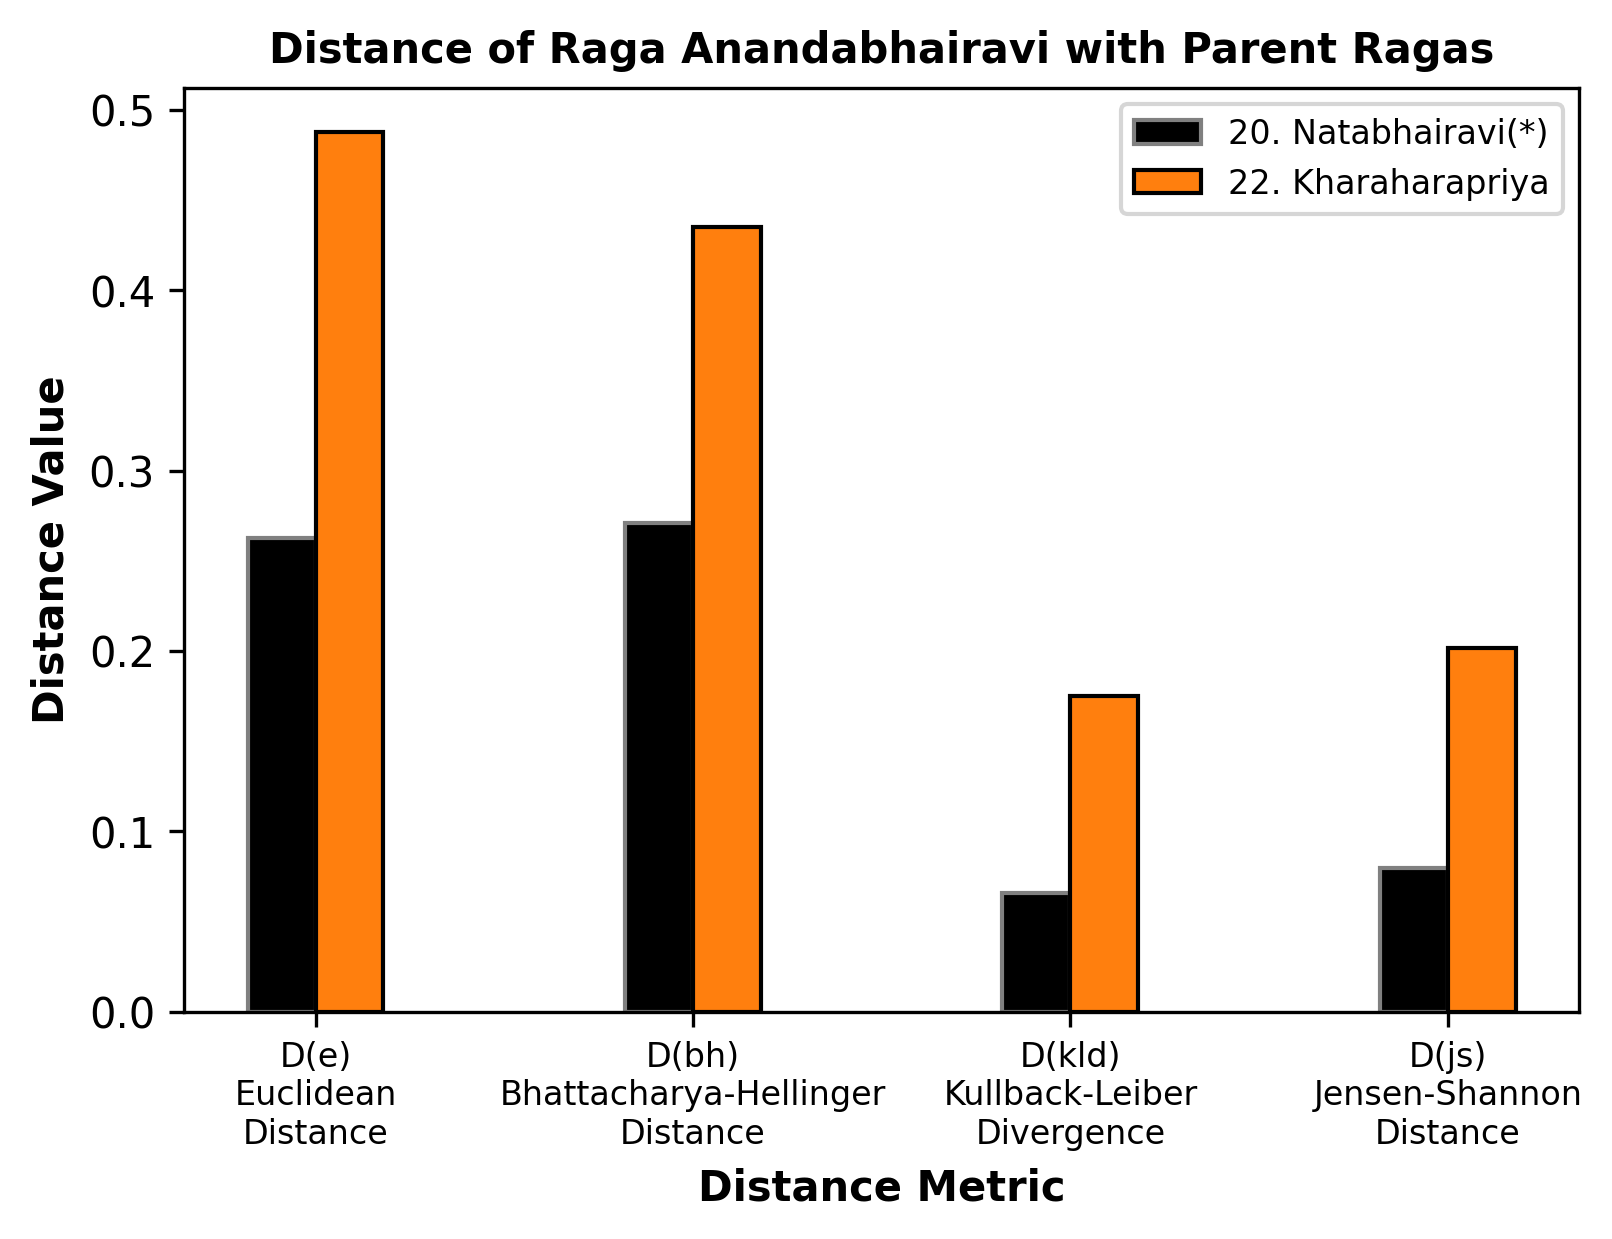 Distance of Raga Anandabhairavi with Parent Ragas
20. Natabhairavi(*)
22. Kharaharapriya
Distance Value
0.5
0.4
0.3
0.2
0.1
0.0
D(e)
Euclidean
Distance
D(bh)
Bhattacharya-Hellinger
Distance
D(kld)
Kullback-Leiber
Divergence
D(js)
Jensen-Shannon
Distance
Distance Metric